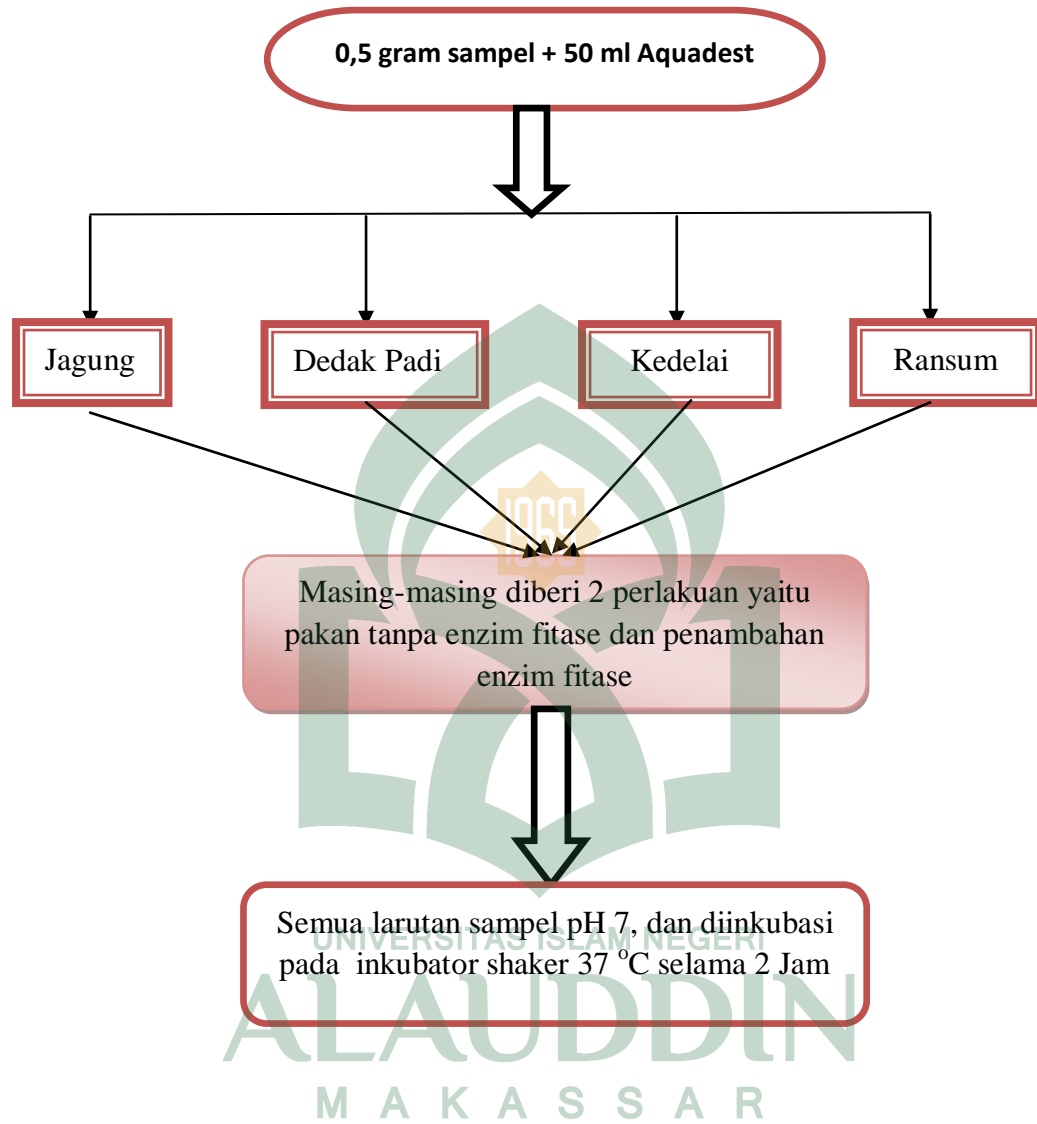 0,5 gram sampel + 50 ml Aquadest
Jagung
Dedak Padi
Kedelai
Ransum
1965
Masing-masing diberi 2 perlakuan yaitu
pakan tanpa enzim fitase dan penambahan
enzim fitase
Semua larutan sampel pH 7, dan diinkubasi
pada inkubator shaker 37 °C selama 2 Jam
UNIVERSITAS ISLAM NEGERI
ALAUDDIN
MAKASSAR